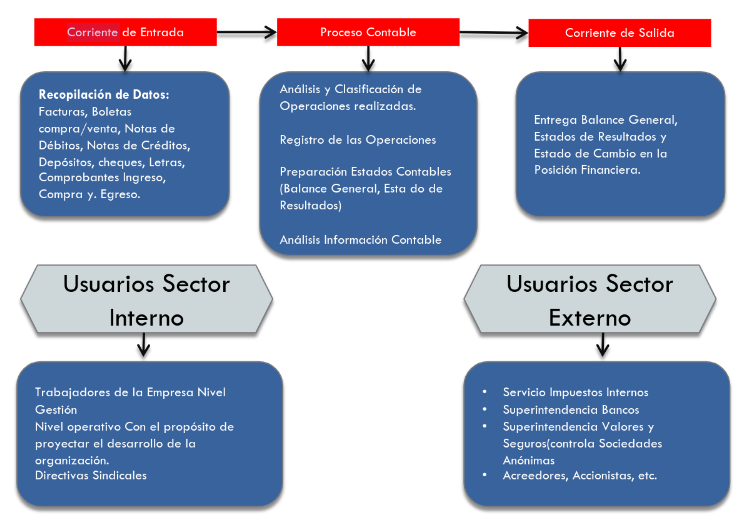 Corriente de Entrada
Proceso Contable
Corriente de Salida
Recopilación de Datos:
Facturas, Boletas
compra/venta, Notas de
Débitos, Notas de Créditos,
Depósitos, cheques, Letras,
Comprobantes Ingreso,
Compra y. Egreso.
Análisis y Clasificación de
Operaciones realizadas.
Registro de las Operaciones
Preparación Estados Contables
(Balance General, Esta do de
Resultados)
Análisis Información Contable
Entrega Balance General,
Estados de Resultados y
Estado de Cambio en la
Posición Financiera.
Usuarios Sector
Interno
Usuarios Sector
Externo
Trabajadores de la Empresa Nivel
Gestión
Nivel operativo Con el propósito de
proyectar el desarrollo de la
organización.
Directivas Sindicales
• Servicio Impuestos Internos
• Superintendencia Bancos
• Superintendencia Valores y
Seguros(controla Sociedades
Anónimas
• Acreedores, Accionistas, etc.